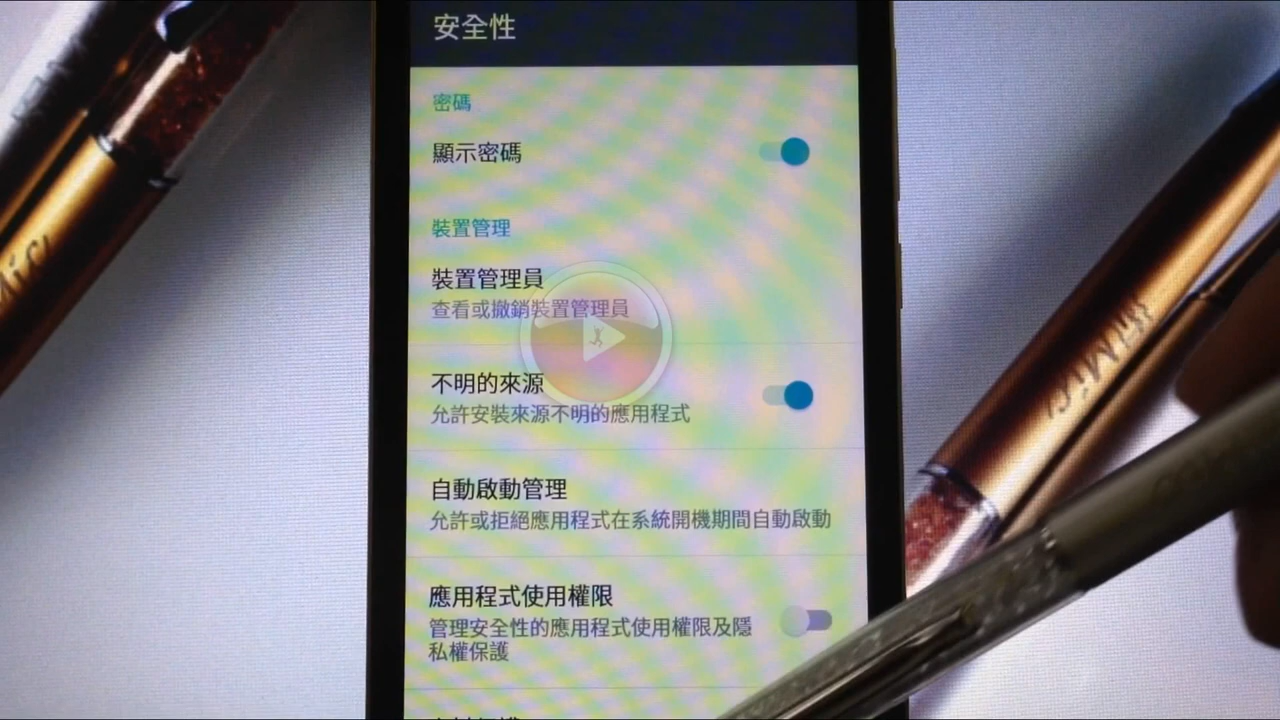 安全性
密碼
顯示密碼
裝置管理
裝置管理員
查看或撤銷裝置管理員
不明的來源
允許安裝來源不明的應用程式
自動啟動管理
允許或拒絕應用程式在系統開機期間自動啟動
應用程式使用權限
管理安全性的應用程式使用權限及隱
私權保護